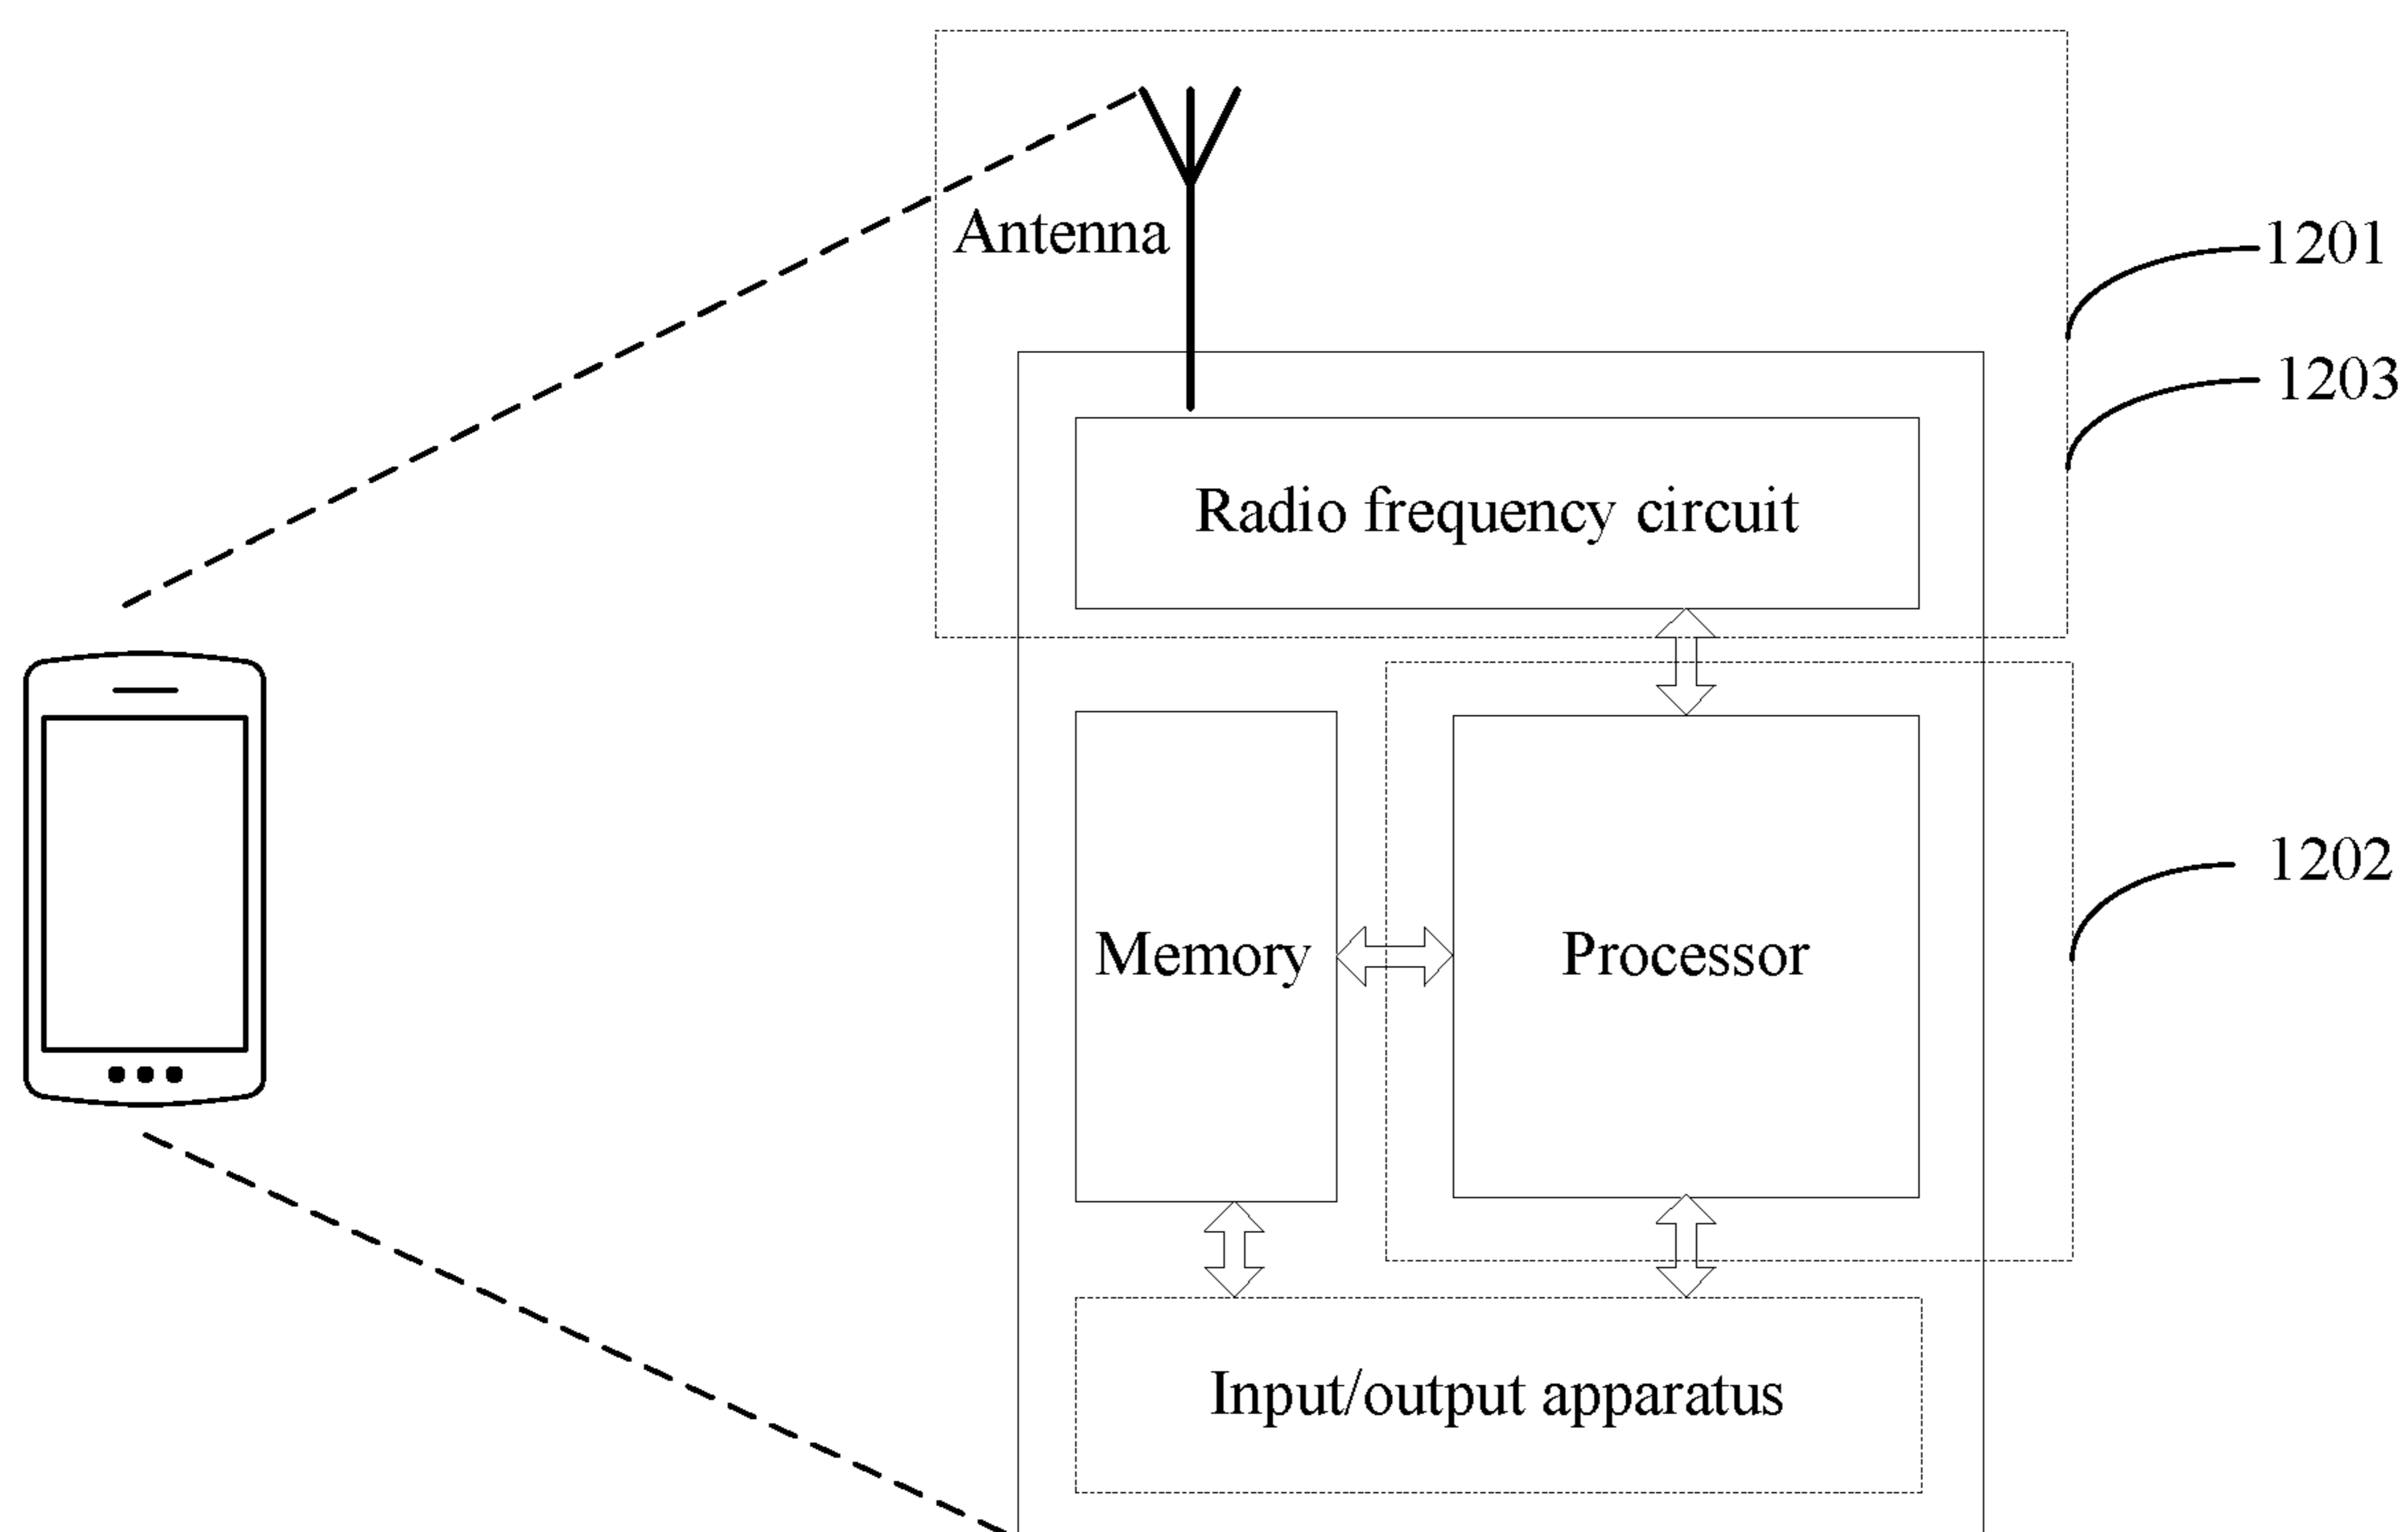 Antenna
1201
1203
Radio frequency circuit
1202
Memory
Processor
Input/output apparatus